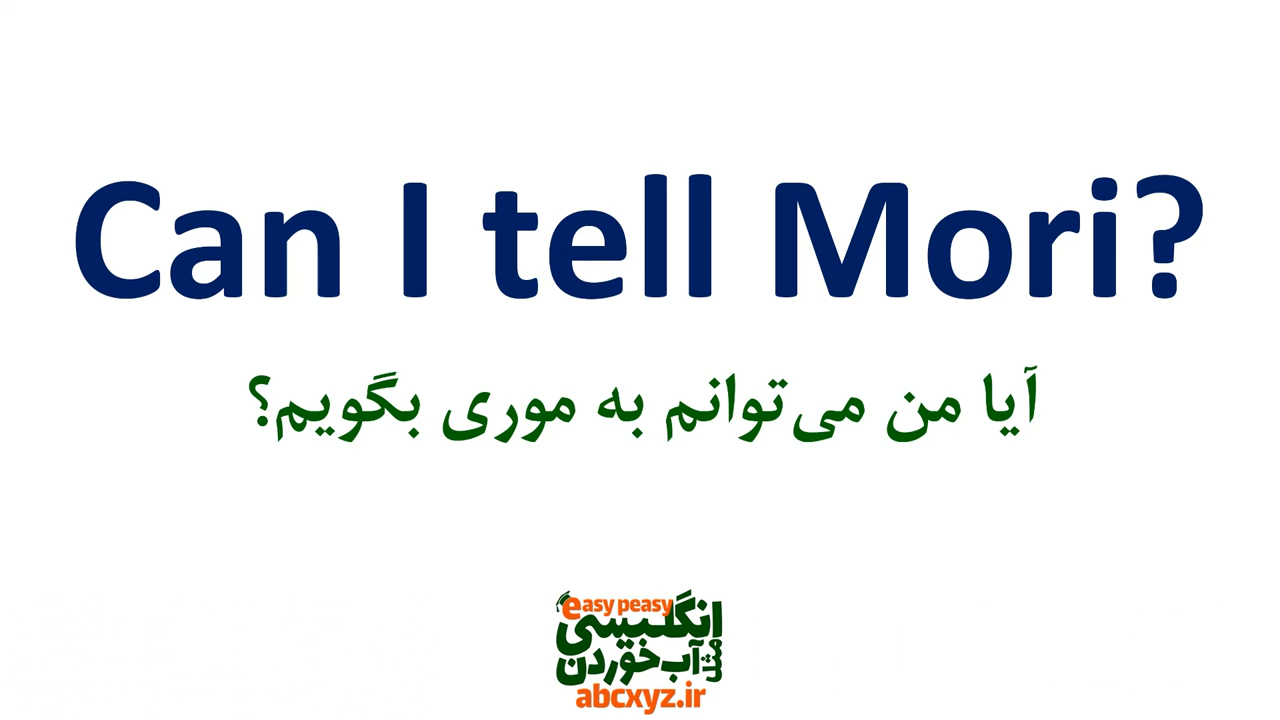 Can I tell Mori?
آیا من می‌توانم به موری بگویم؟
easy peasy
انگلیسی
مثل
آب خوردن
abcxyz.ir